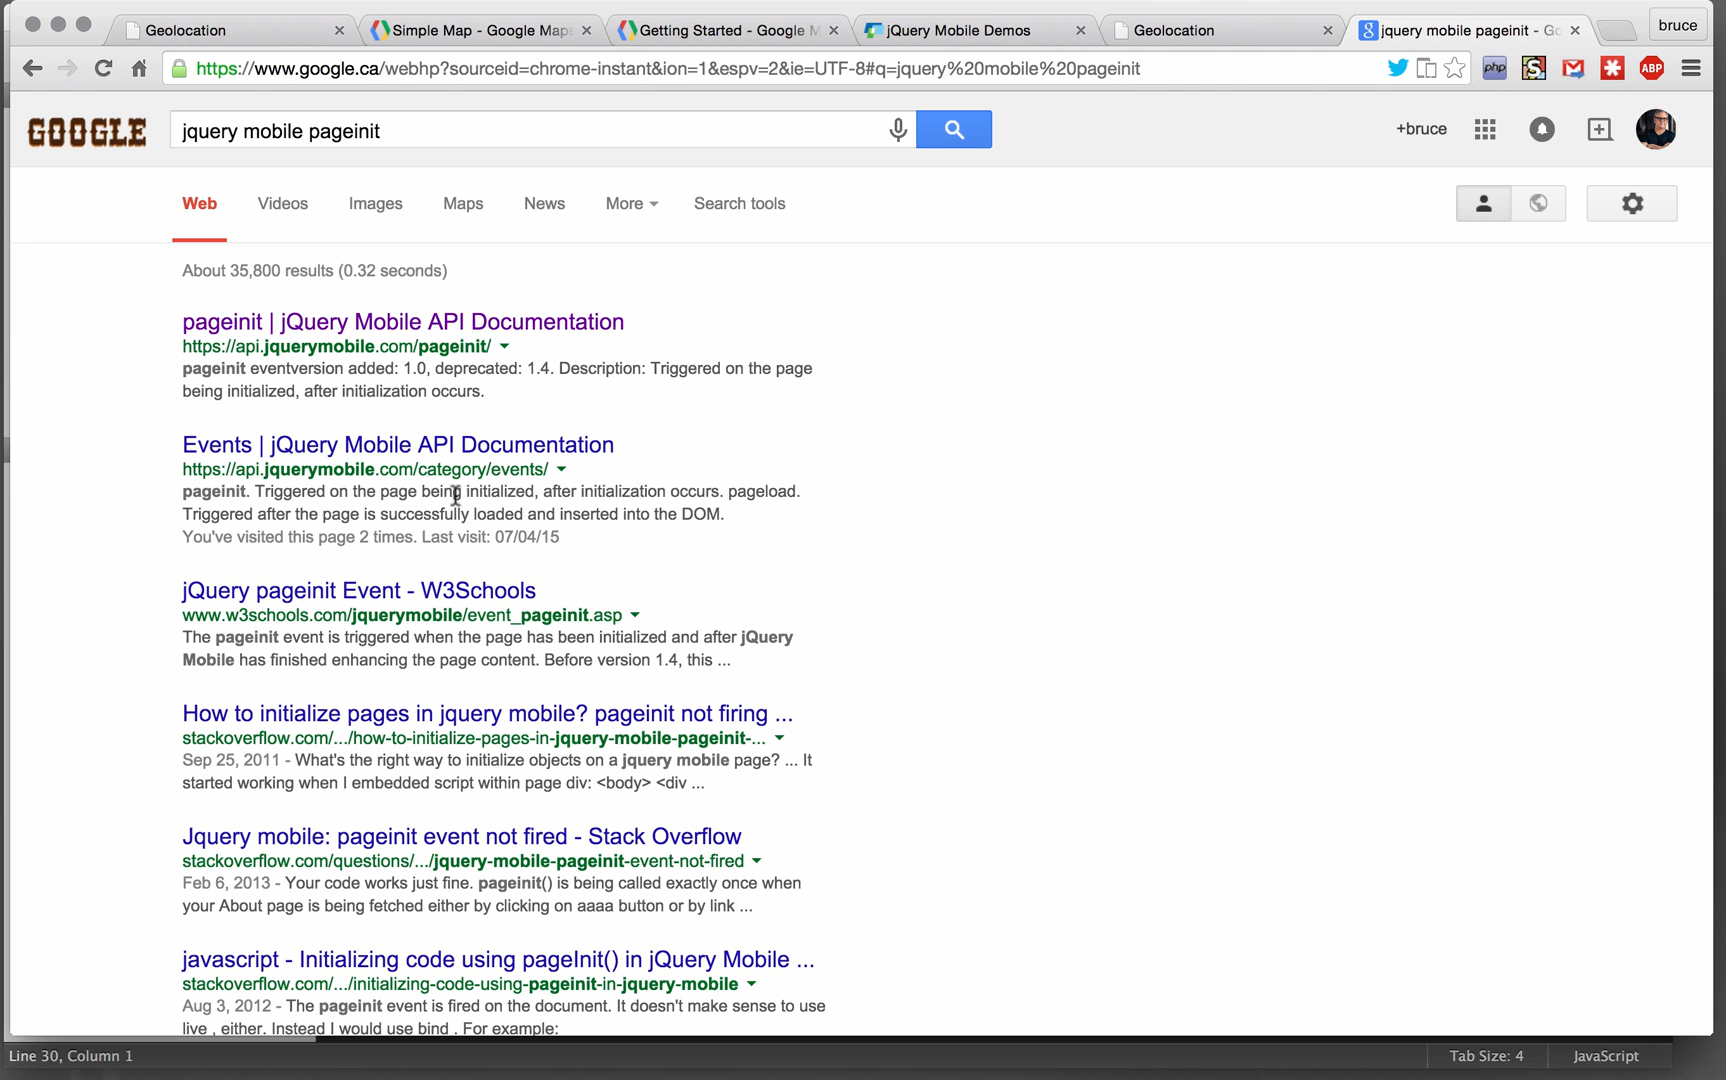 Geolocation
Simple Map - Google Maps
Getting Started - Google M
jQuery Mobile Demos
Geolocation
jquery mobile pageinit - Go
bruce
https://www.google.ca/webhp?sourceid=chrome-instant&ion=1&espv=2&ie=UTF-8#q=jquery%20mobile%20pageinit
php
S
ABP
GOOGLE
jquery mobile pageinit
+bruce
Web
Videos
Images
Maps
News
More
Search tools
About 35,800 results (0.32 seconds)
pageinit | jQuery Mobile API Documentation
https://api.jquerymobile.com/pageinit/
pageinit eventversion added: 1.0, deprecated: 1.4. Description: Triggered on the page
being initialized, after initialization occurs.
Events | jQuery Mobile API Documentation
https://api.jquerymobile.com/category/events/
pageinit. Triggered on the page being initialized, after initialization occurs. pageload.
Triggered after the page is successfully loaded and inserted into the DOM.
You've visited this page 2 times. Last visit: 07/04/15
jQuery pageinit Event - W3Schools
www.w3schools.com/jquerymobile/event_pageinit.asp
The pageinit event is triggered when the page has been initialized and after jQuery
Mobile has finished enhancing the page content. Before version 1.4, this ...
How to initialize pages in jquery mobile? pageinit not firing ...
stackoverflow.com/.../how-to-initialize-pages-in-jquery-mobile-pageinit-...
Sep 25, 2011 - What's the right way to initialize objects on a jquery mobile page? ... It
started working when I embedded script within page div: <body> <div ...
Jquery mobile: pageinit event not fired - Stack Overflow
stackoverflow.com/questions/.../jquery-mobile-pageinit-event-not-fired
Feb 6, 2013 - Your code works just fine. pageinit() is being called exactly once when
your About page is being fetched either by clicking on aaaa button or by link ...
javascript - Initializing code using pageInit() in jQuery Mobile ...
stackoverflow.com/.../initializing-code-using-pageinit-in-jquery-mobile
Aug 3, 2012 - The pageinit event is fired on the document. It doesn't make sense to use
live , either. Instead I would use bind . For example:
Line 30, Column 1
Tab Size: 4
JavaScript